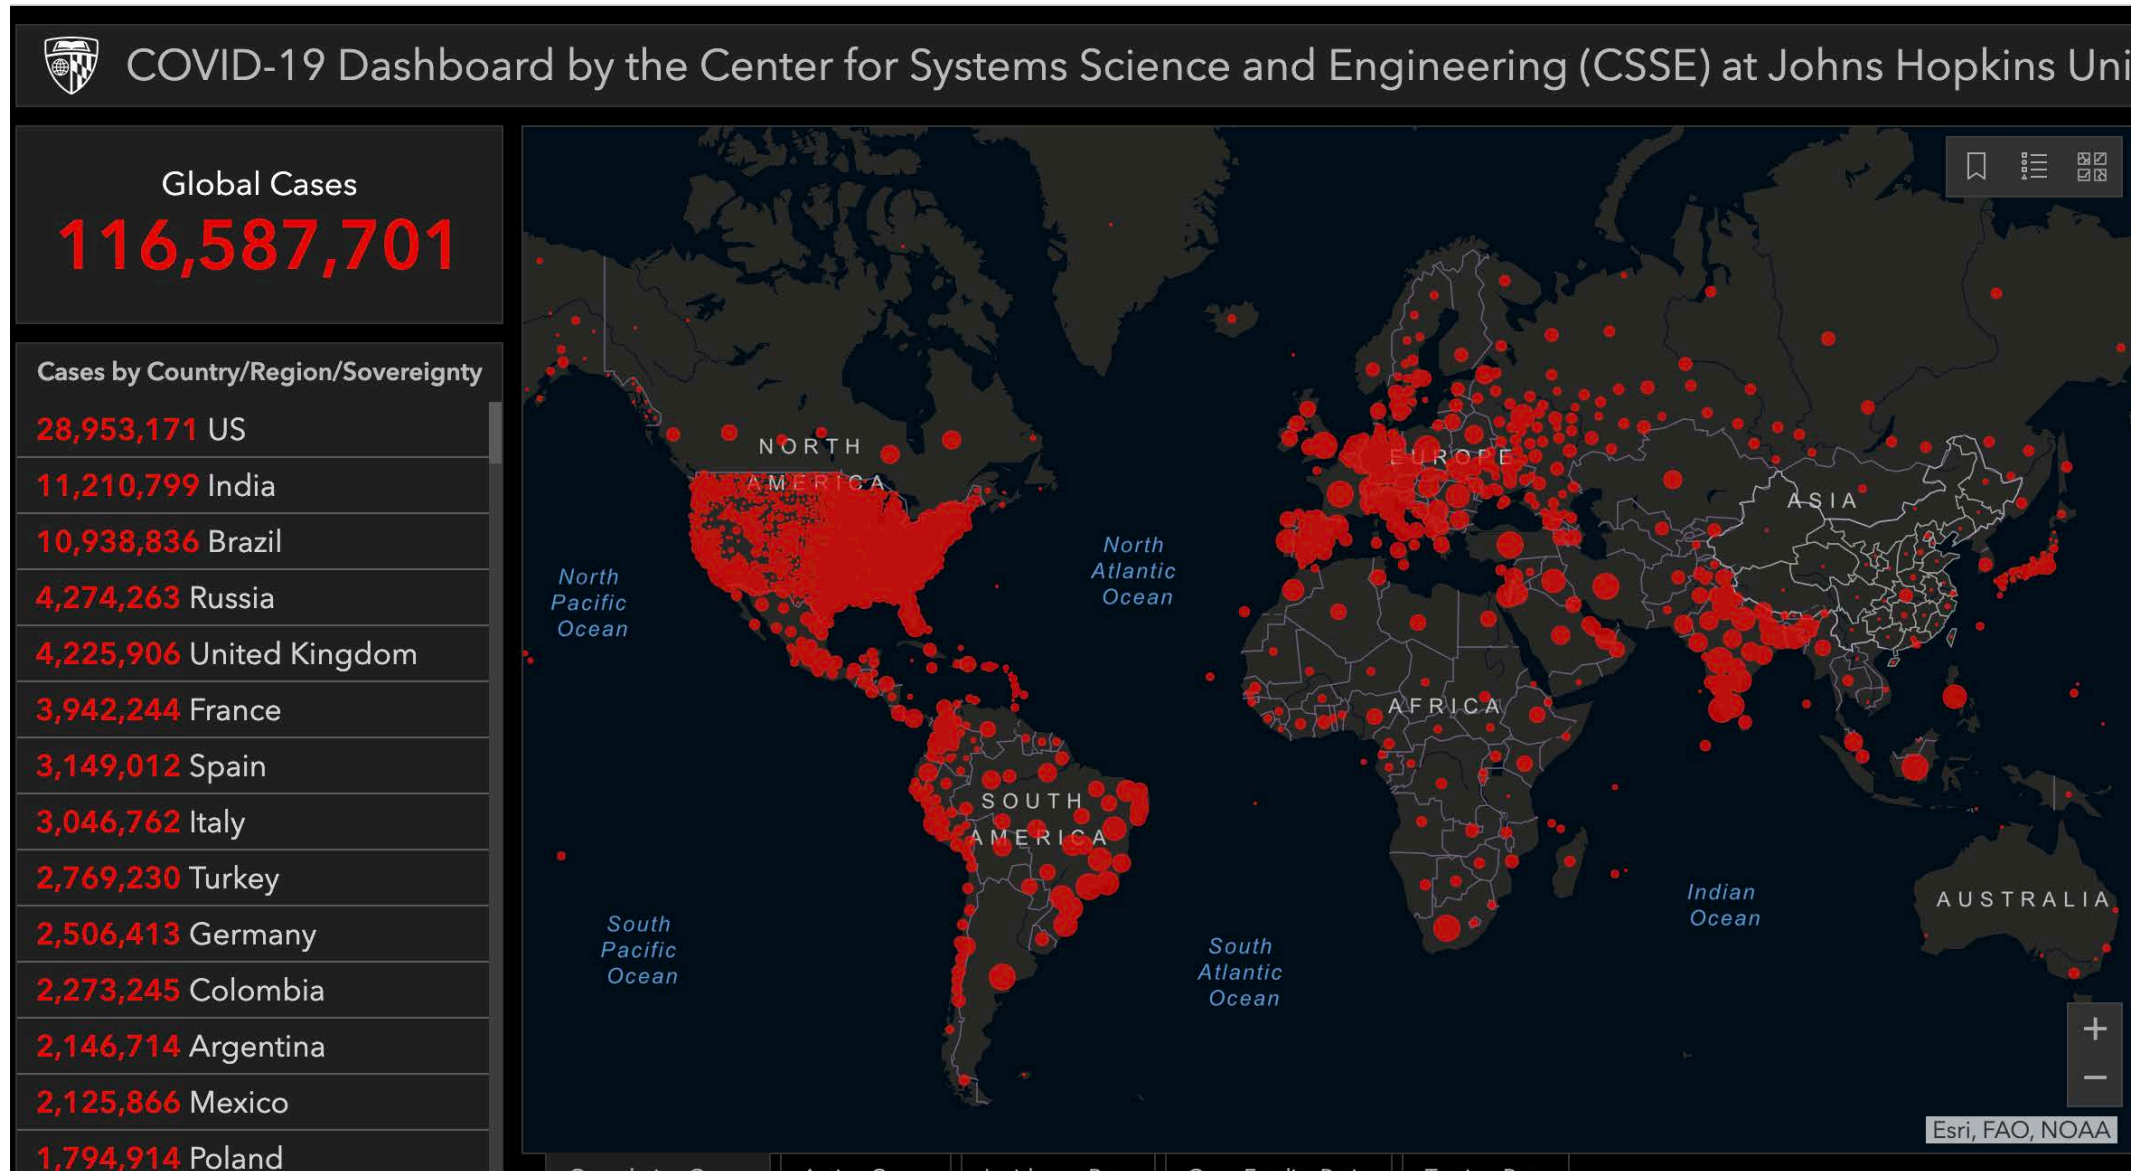 COVID-19 Dashboard by the Center for Systems Science and Engineering (CSSE) at Johns Hopkins Uni
Global Cases
116,587,701
Cases by Country/Region/Sovereignty
28,953,171 US
11,210,799 India
10,938,836 Brazil
4,274,263 Russia
4,225,906 United Kingdom
3,942,244 France
3,149,012 Spain
3,046,762 Italy
2,769,230 Turkey
2,506,413 Germany
2,273,245 Colombia
2,146,714 Argentina
2,125,866 Mexico
1,794,914 Poland
NORTH
AMERICA
EUROPE
ASIA
North
Atlantic
Ocean
North
Pacific
Ocean
AFRICA
SOUTH
AMERICA
Indian
Ocean
AUSTRALIA
South
Pacific
Ocean
South
Atlantic
Ocean
+
−
Esri, FAO, NOAA